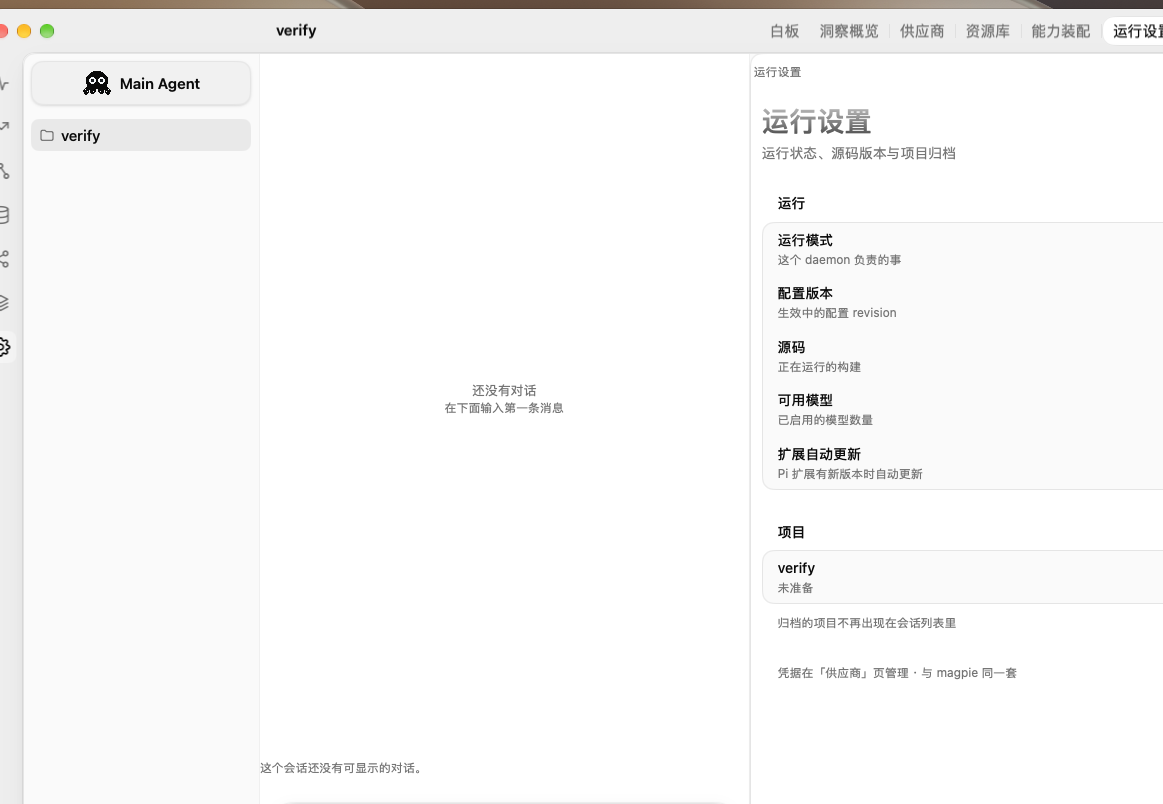 verify
白板 洞察概览 供应商 资源库 能力装配 运行设
Main Agent
verify
还没有对话
在下面输入第一条消息
这个会话还没有可显示的对话。
运行设置
运行设置
运行状态、源码版本与项目归档
运行
运行模式
这个 daemon 负责的事
配置版本
生效中的配置 revision
源码
正在运行的构建
可用模型
已启用的模型数量
扩展自动更新
Pi 扩展有新版本时自动更新
项目
verify
未准备
归档的项目不再出现在会话列表里
凭据在「供应商」页管理 · 与 magpie 同一套